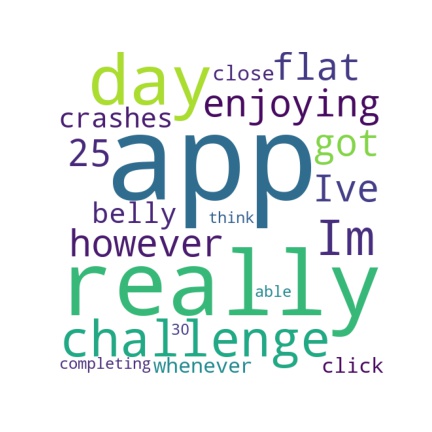 day close flat
crashes enjoying
25 app got
belly think Ive
however Im
really able
challenge 30
completing whenever click